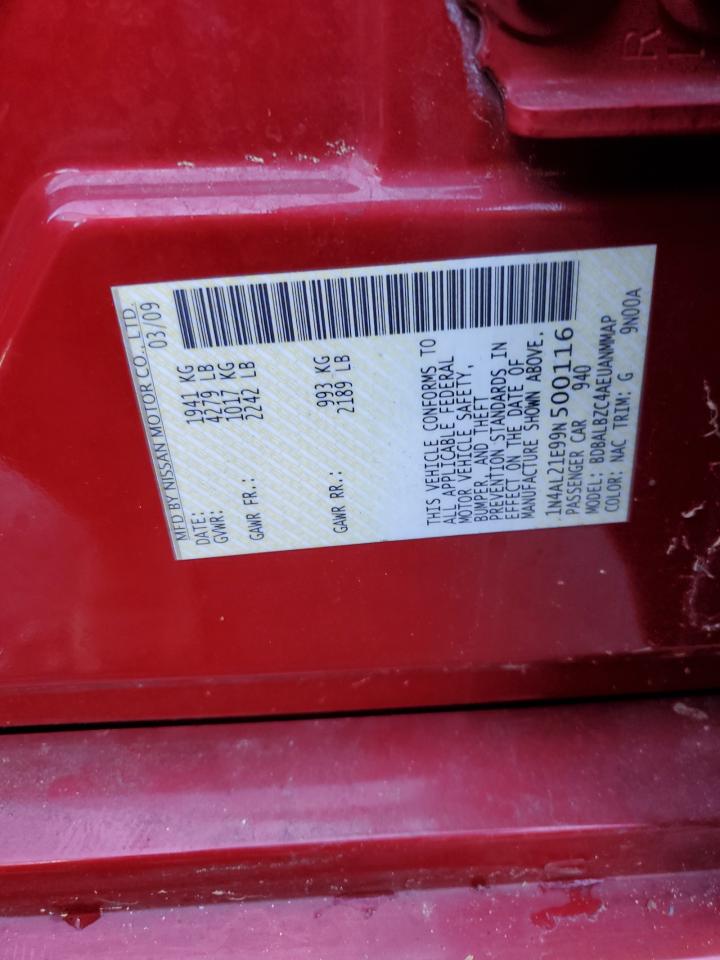 MFD BY NISSAN MOTOR CO., LTD.
DATE: 03/09
GVWR: 1941 KG
4279 LB
GAWR FR.: 1017 KG
2242 LB
GAWR RR.: 993 KG
2189 LB
THIS VEHICLE CONFORMS TO
ALL APPLICABLE FEDERAL
MOTOR VEHICLE SAFETY,
BUMPER, AND THEFT
PREVENTION STANDARDS IN
EFFECT ON THE DATE OF
MANUFACTURE SHOWN ABOVE.
1N4AL21E99N500116
PASSENGER CAR 940
MODEL: BDBALBZC4AEUANMMAP
COLOR: NAC TRIM: G 9N00A
R